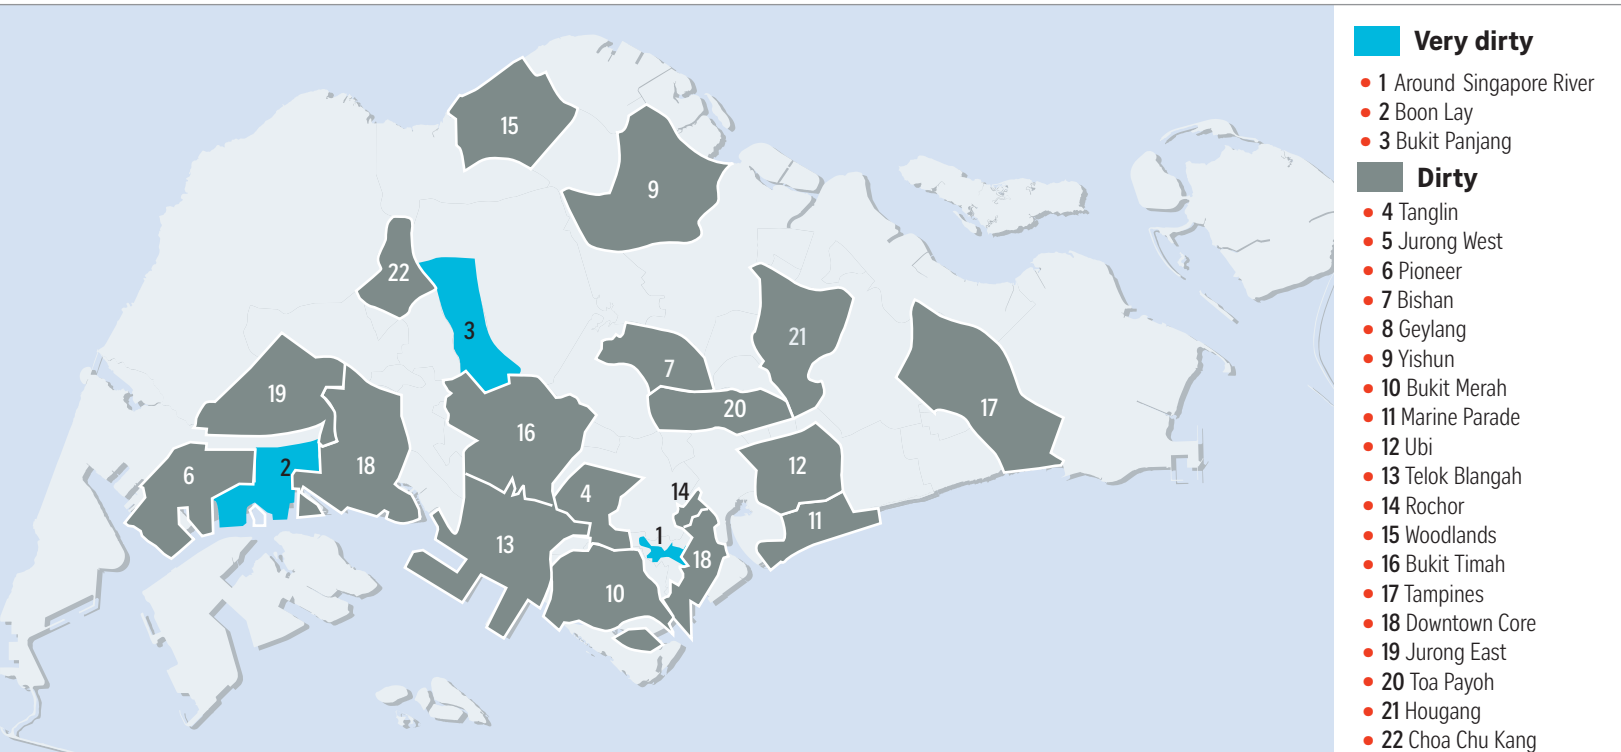 15
9
22
3
21
7
19
20
17
16
12
18
2
6
4
14
11
1
13
18
10
Very dirty
1 Around Singapore River
2 Boon Lay
3 Bukit Panjang
Dirty
4 Tanglin
5 Jurong West
6 Pioneer
7 Bishan
8 Geylang
9 Yishun
10 Bukit Merah
11 Marine Parade
12 Ubi
13 Telok Blangah
14 Rochor
15 Woodlands
16 Bukit Timah
17 Tampines
18 Downtown Core
19 Jurong East
20 Toa Payoh
21 Hougang
22 Choa Chu Kang